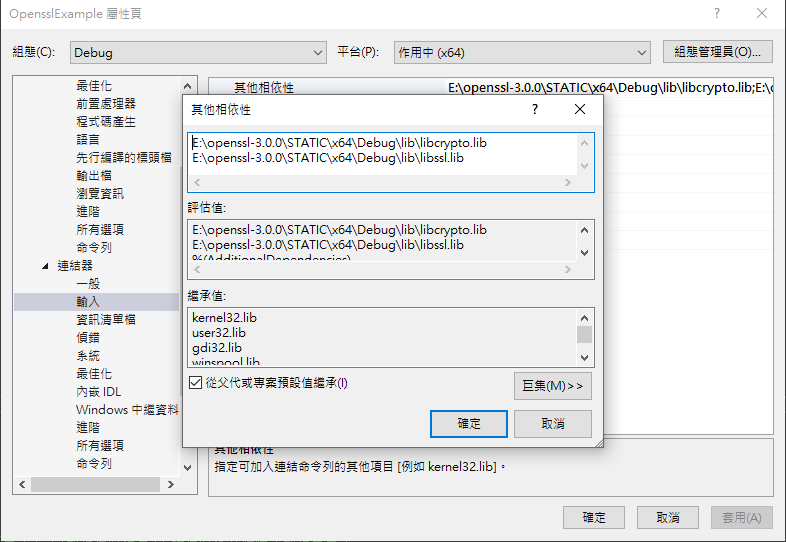 OpensslExample 屬性頁
組態(C):
Debug
平台(P):
作用中 (x64)
組態管理員(O)...
最佳化
前置處理器
程式碼產生
語言
先行編譯的標頭檔
輸出檔
瀏覽資訊
進階
所有選項
命令列
連結器
一般
輸入
資訊清單檔
偵錯
系統
最佳化
內嵌 IDL
Windows 中繼資料
進階
所有選項
命令列
其他相依性
E:\openssl-3.0.0\STATIC\x64\Debug\lib\libcrypto.lib;E:\
其他相依性
E:\openssl-3.0.0\STATIC\x64\Debug\lib\libcrypto.lib
E:\openssl-3.0.0\STATIC\x64\Debug\lib\libssl.lib
評估值:
E:\openssl-3.0.0\STATIC\x64\Debug\lib\libcrypto.lib
E:\openssl-3.0.0\STATIC\x64\Debug\lib\libssl.lib
%(AdditionalDependencies)
繼承值:
kernel32.lib
user32.lib
gdi32.lib
winspool.lib
從父代或專案預設值繼承(I)
巨集(M)>>
確定
取消
其他相依性
指定可加入連結命令列的其他項目 [例如 kernel32.lib]。
確定
取消
套用(A)